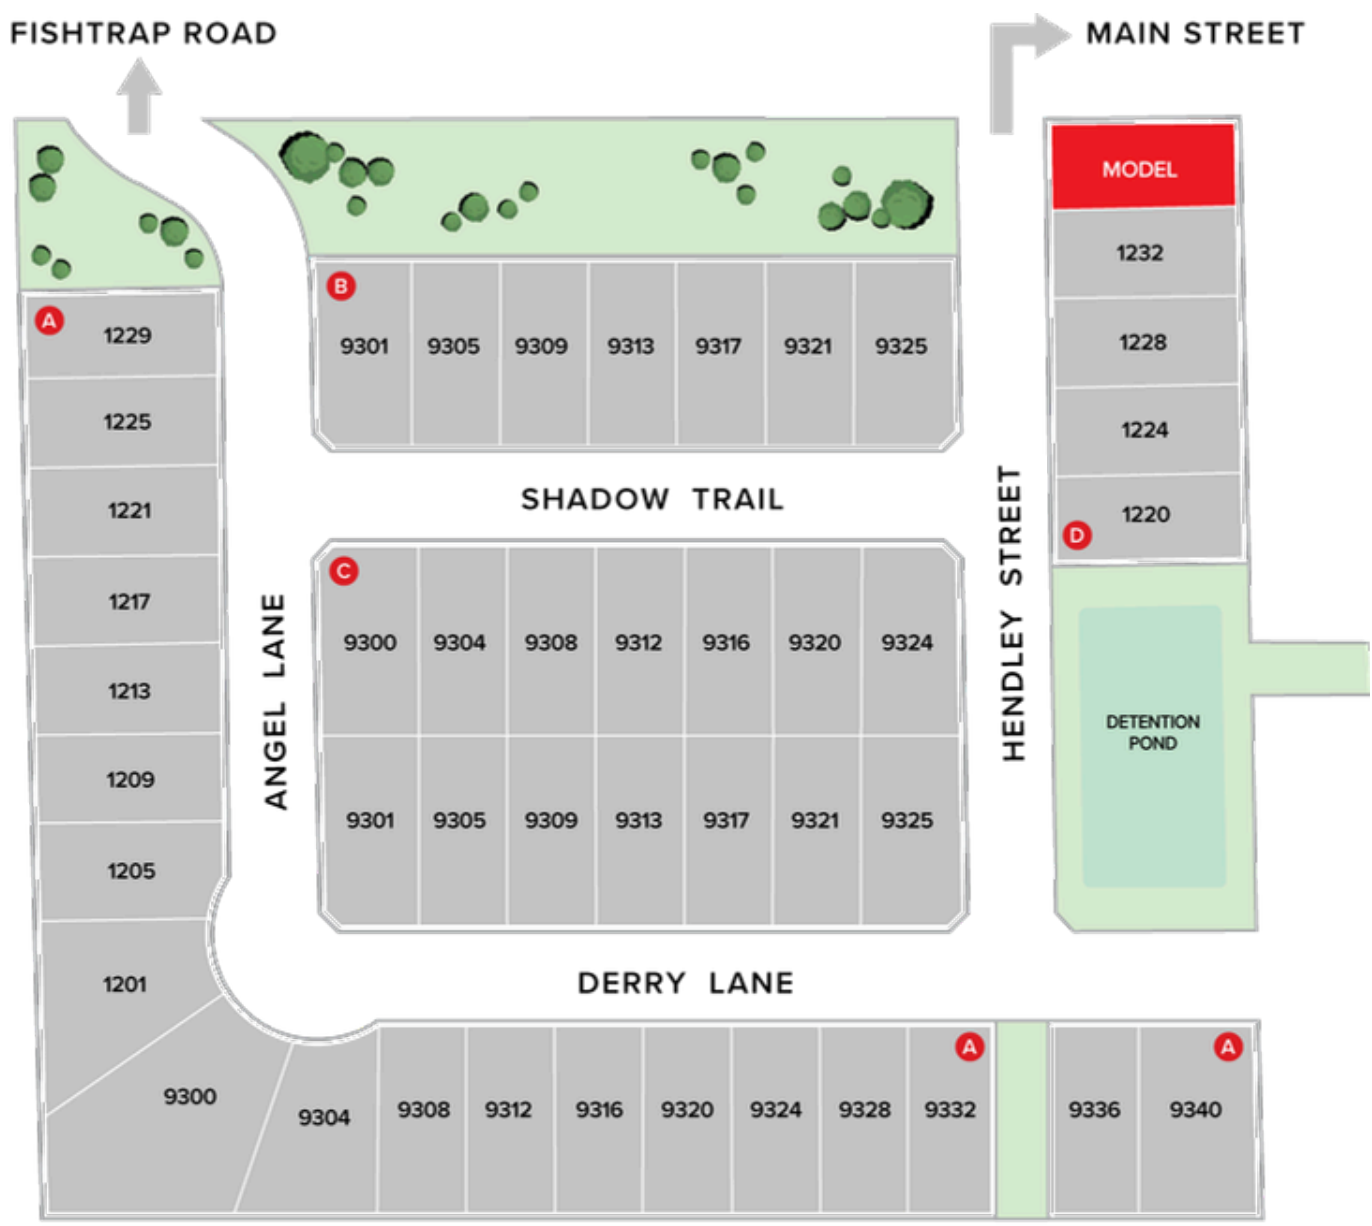 FISHTRAP ROAD
MAIN STREET
MODEL
1232
1228
1224
1220
D
A
1229
1225
1221
1217
1213
1209
1205
1201
B
9301 9305 9309 9313 9317 9321 9325
SHADOW TRAIL
ANGEL LANE
HENDLEY STREET
C
9300 9304 9308 9312 9316 9320 9324
9301 9305 9309 9313 9317 9321 9325
DETENTION
POND
DERRY LANE
A
A
9300 9304 9308 9312 9316 9320 9324 9328 9332 9336 9340